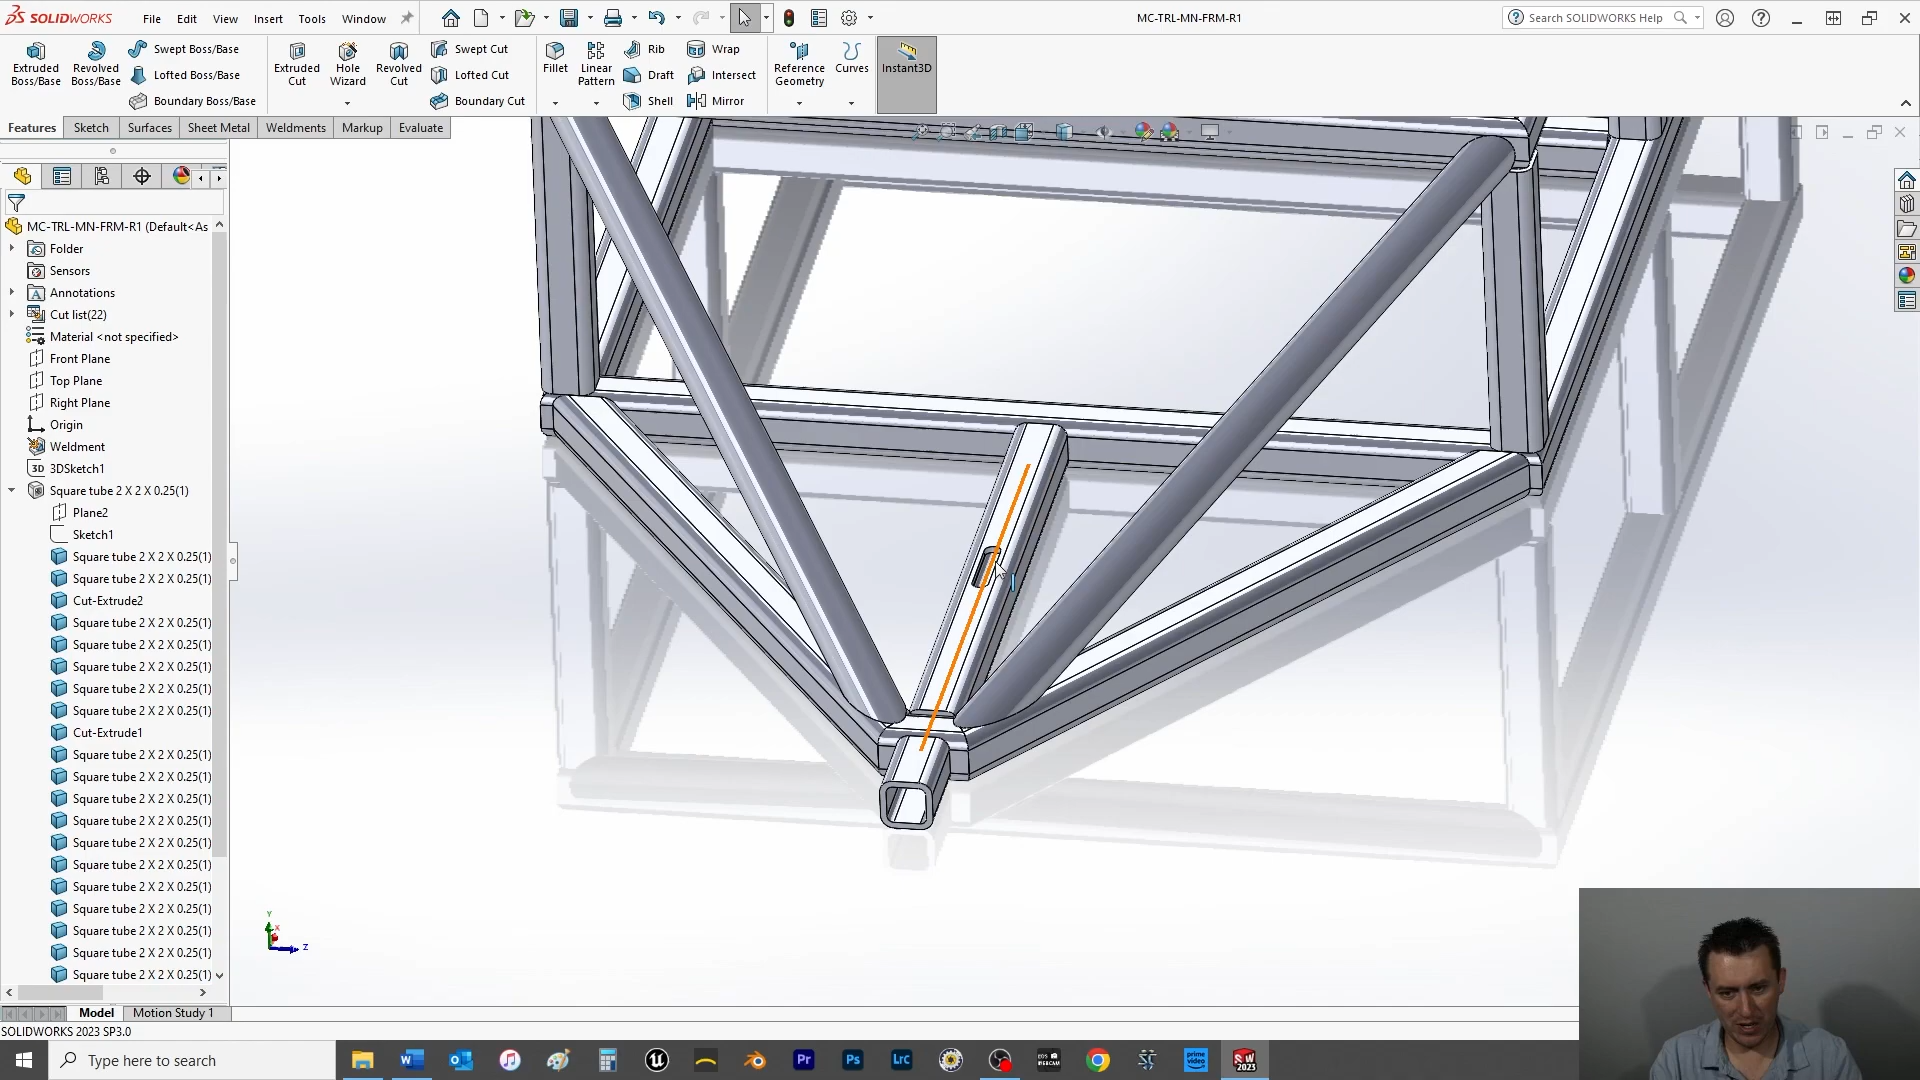 SOLIDWORKS
File Edit View Insert Tools Window
MC-TRL-MN-FRM-R1
Search SOLIDWORKS Help
Extruded Boss/Base
Revolved Boss/Base
Swept Boss/Base
Lofted Boss/Base
Boundary Boss/Base
Extruded Cut
Hole Wizard
Revolved Cut
Swept Cut
Lofted Cut
Boundary Cut
Fillet
Linear Pattern
Rib
Draft
Shell
Wrap
Intersect
Mirror
Reference Geometry
Curves
Instant3D
Features Sketch Surfaces Sheet Metal Weldments Markup Evaluate
MC-TRL-MN-FRM-R1 (Default<As
Folder
Sensors
Annotations
Cut list(22)
Material <not specified>
Front Plane
Top Plane
Right Plane
Origin
Weldment
3D 3DSketch1
Square tube 2 X 2 X 0.25(1)
Plane2
Sketch1
Square tube 2 X 2 X 0.25(1)
Square tube 2 X 2 X 0.25(1)
Cut-Extrude2
Square tube 2 X 2 X 0.25(1)
Square tube 2 X 2 X 0.25(1)
Square tube 2 X 2 X 0.25(1)
Square tube 2 X 2 X 0.25(1)
Square tube 2 X 2 X 0.25(1)
Cut-Extrude1
Square tube 2 X 2 X 0.25(1)
Square tube 2 X 2 X 0.25(1)
Square tube 2 X 2 X 0.25(1)
Square tube 2 X 2 X 0.25(1)
Square tube 2 X 2 X 0.25(1)
Square tube 2 X 2 X 0.25(1)
Square tube 2 X 2 X 0.25(1)
Square tube 2 X 2 X 0.25(1)
Square tube 2 X 2 X 0.25(1)
Square tube 2 X 2 X 0.25(1)
Square tube 2 X 2 X 0.25(1)
Y
X
Z
Model Motion Study 1
SOLIDWORKS 2023 SP3.0
Type here to search
Pr
Ps
Lrc
EOS WEBCAM
prime video
SW 2023